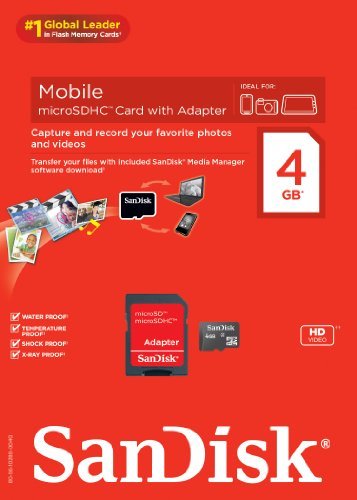 #1 Global Leader
in Flash Memory Cards†
Mobile
microSDHC™ Card with Adapter
IDEAL FOR:
Capture and record your favorite photos
and videos
Transfer your files with included SanDisk® Media Manager
software download†
4
GB*
SanDisk
WATER PROOF‡
TEMPERATURE
PROOF‡
SHOCK PROOF‡
X-RAY PROOF‡
microSD™
microSDHC™
Adapter
SanDisk®
SanDisk
4GB
HD
VIDEO
SanDisk®